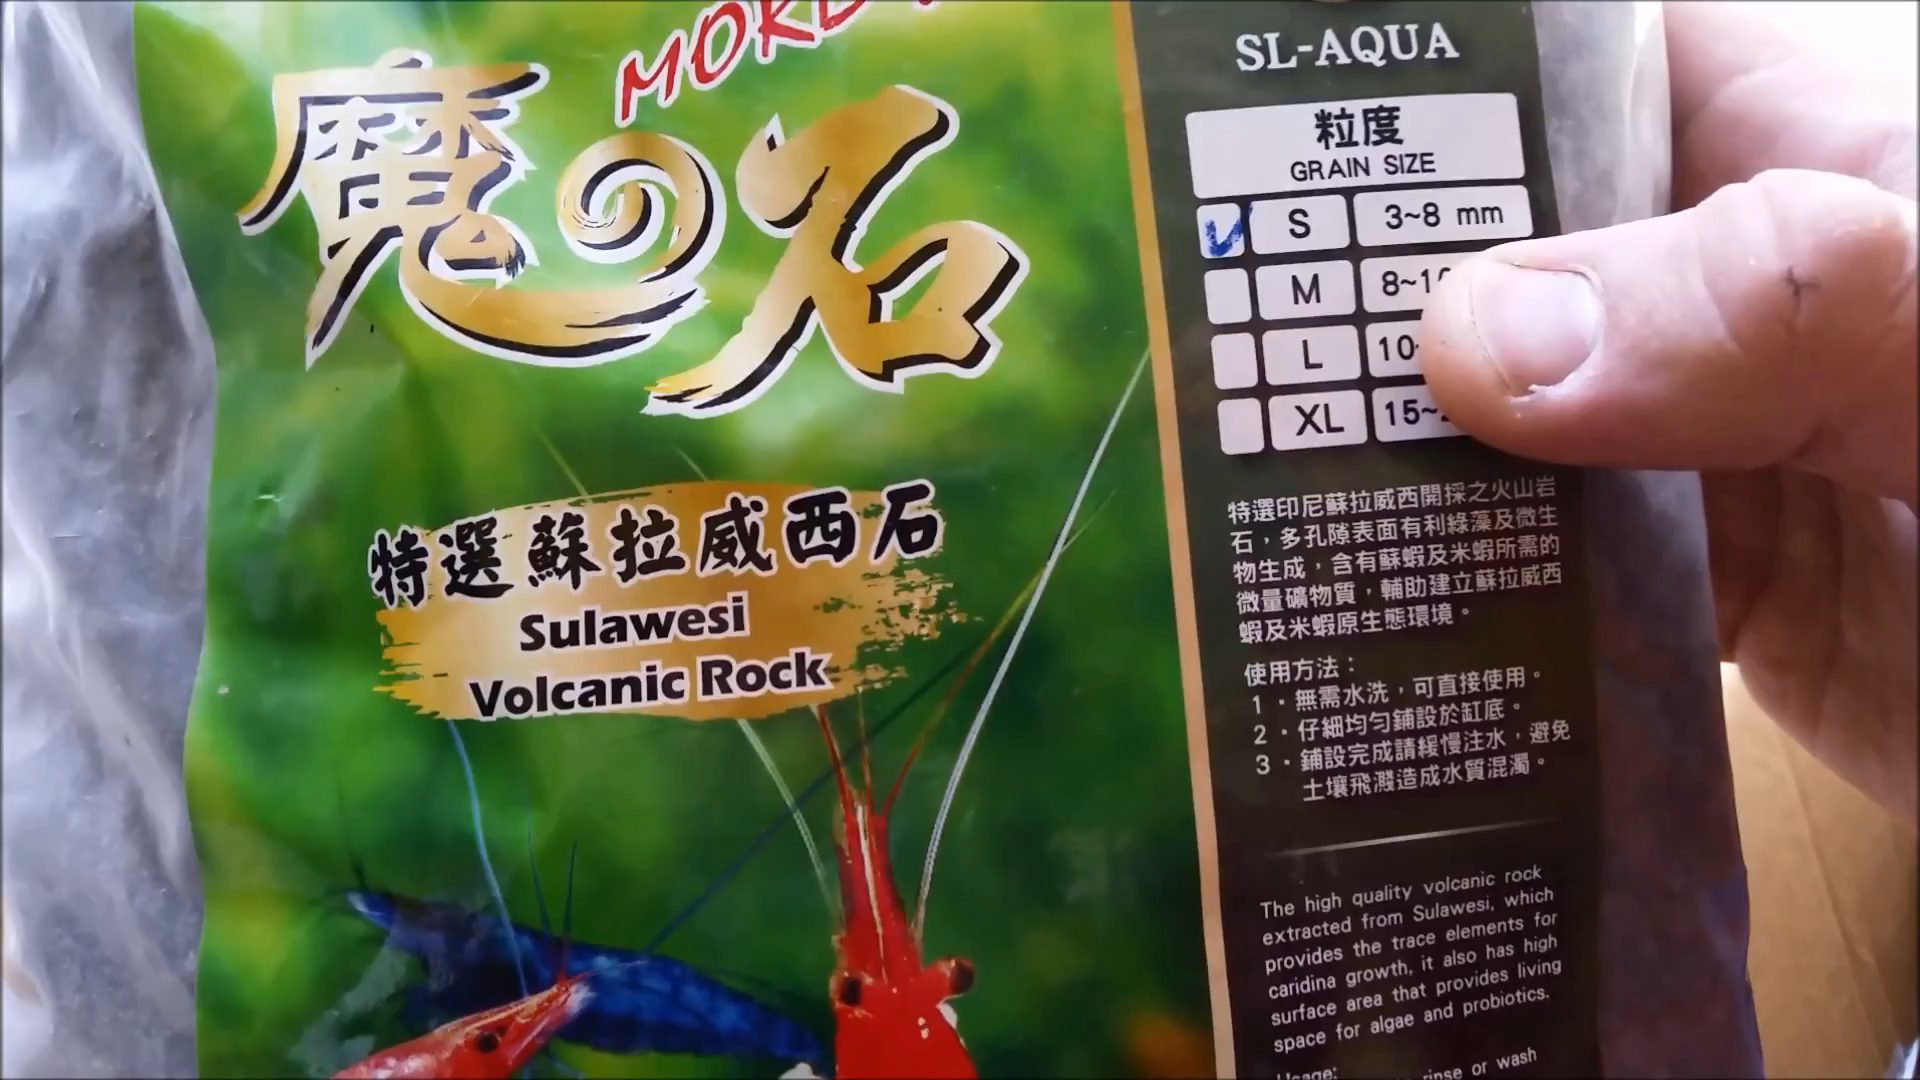 魔の石
特選蘇拉威西石
Sulawesi
Volcanic Rock
SL-AQUA
粒度
GRAIN SIZE
S 3~8 mm
M
L
XL
特選印尼蘇拉威西開採之火山岩
石，多孔隙表面有利綠藻及微生
物生成，含有蘇蝦及米蝦所需的
微量礦物質，輔助建立蘇拉威西
蝦及米蝦原生態環境。
使用方法：
1．無需水洗，可直接使用。
2．仔細均勻鋪設於缸底。
3．鋪設完成請緩慢注水，避免
土壤飛濺造成水質混濁。
The high quality volcanic rock
extracted from Sulawesi, which
provides the trace elements for
caridina growth, it also has high
surface area that provides living
space for algae and probiotics.
Usage:
rinse or wash